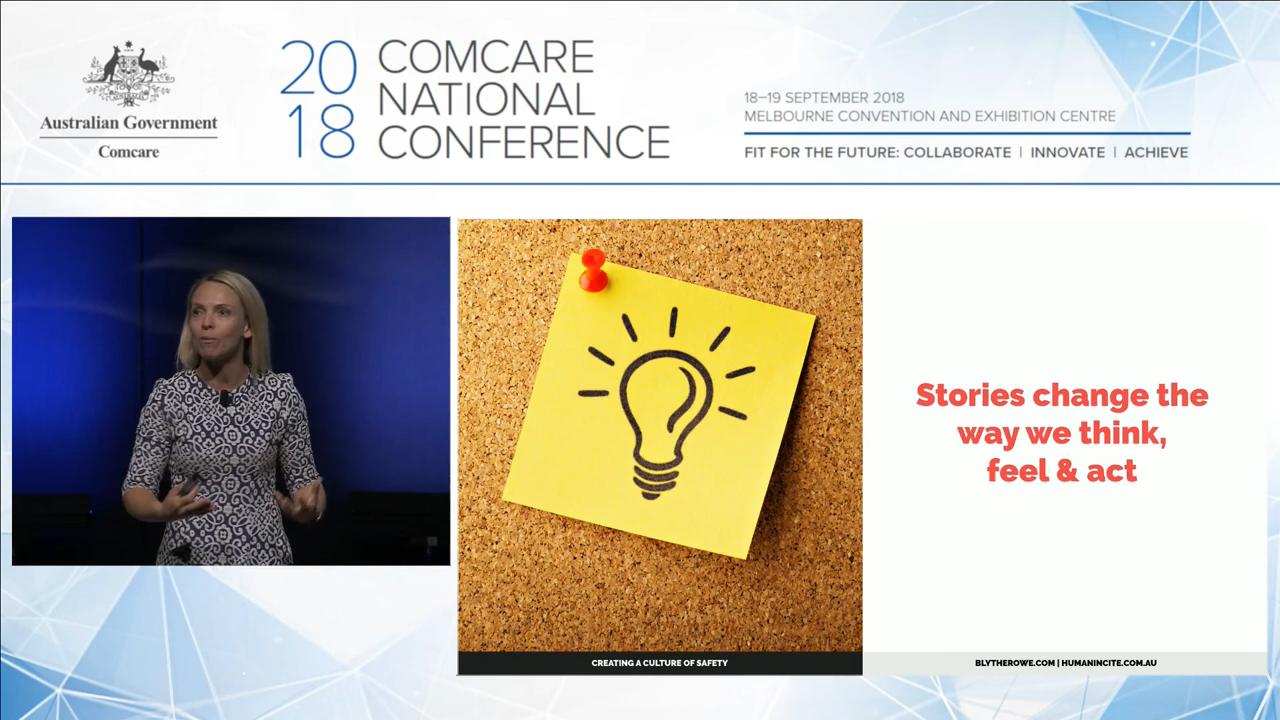 Australian Government
Comcare
20
18
COMCARE
NATIONAL
CONFERENCE
18–19 SEPTEMBER 2018
MELBOURNE CONVENTION AND EXHIBITION CENTRE
FIT FOR THE FUTURE: COLLABORATE | INNOVATE | ACHIEVE
Stories change the
way we think,
feel & act
CREATING A CULTURE OF SAFETY
BLYTHEROWE.COM | HUMANINCITE.COM.AU